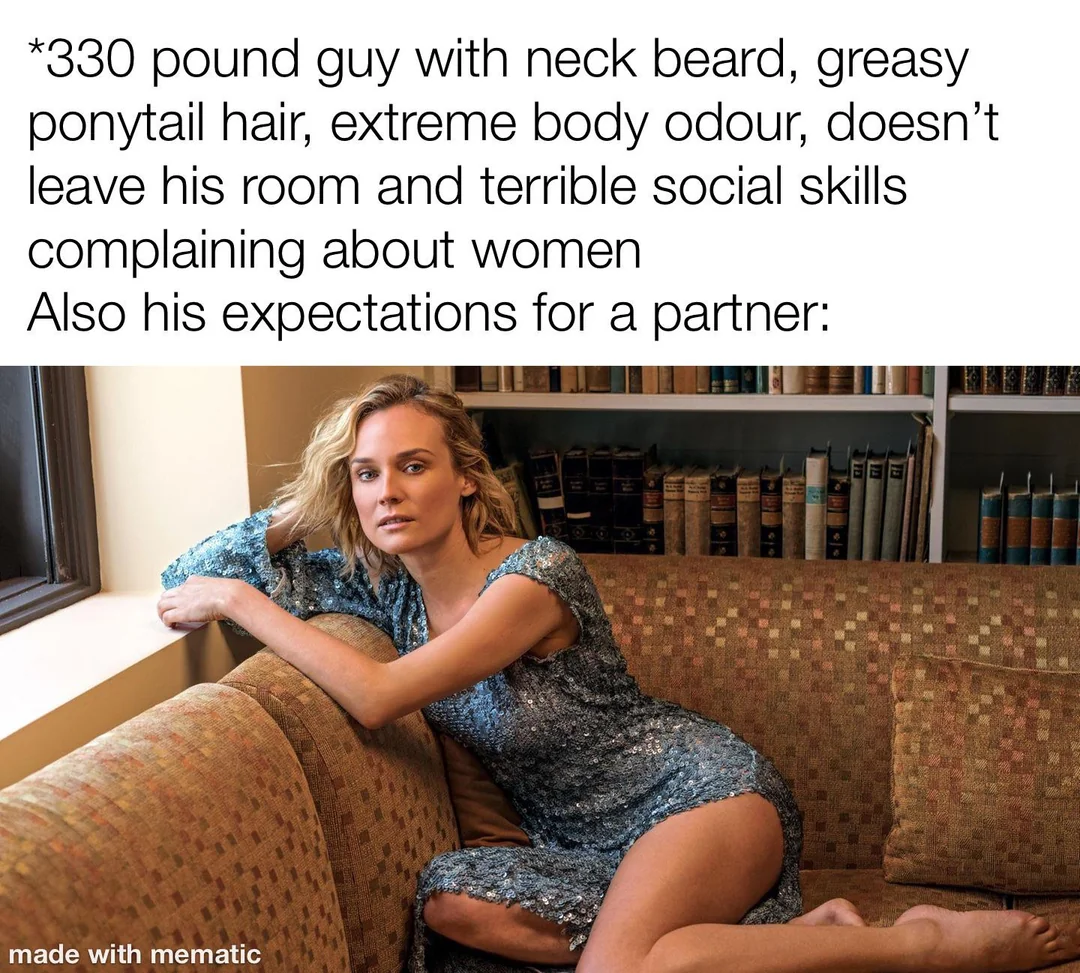 *330 pound guy with neck beard, greasy
ponytail hair, extreme body odour, doesn't
leave his room and terrible social skills
complaining about women
Also his expectations for a partner:
made with mematic